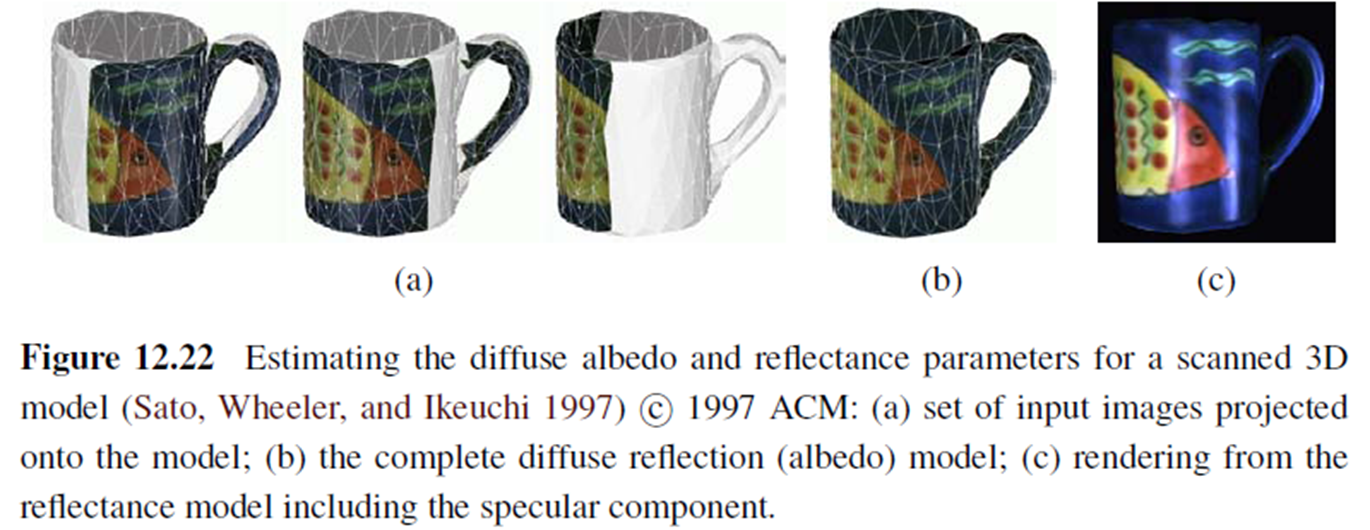 (a) (b) (c)
Figure 12.22 Estimating the diffuse albedo and reflectance parameters for a scanned 3D
model (Sato, Wheeler, and Ikeuchi 1997) © 1997 ACM: (a) set of input images projected
onto the model; (b) the complete diffuse reflection (albedo) model; (c) rendering from the
reflectance model including the specular component.